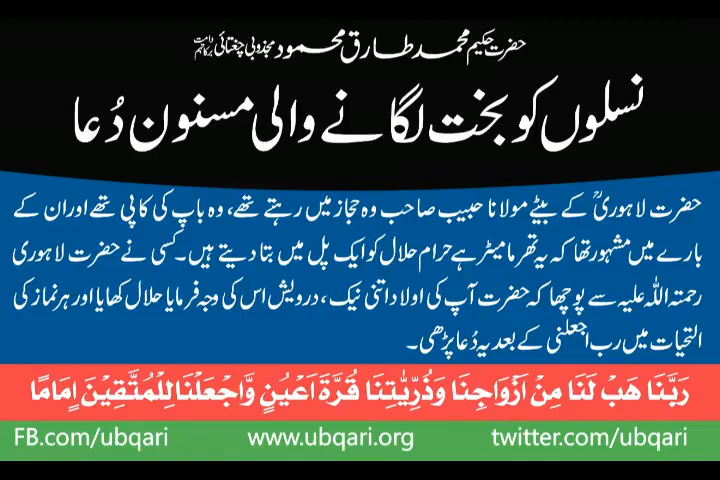 حضرت حکیم محمد طارق محمود مجذوبی چغتائی دامت برکاتہم
نسلوں کو بخت لگانے والی مسنون دُعا
حضرت لاہوریؒ کے بیٹے مولانا حبیب صاحب وہ حجاز میں رہتے تھے، وہ باپ کی کاپی تھے اور ان کے
بارے میں مشہور تھا کہ یہ تھرمامیٹر ہے حرام حلال کو ایک پل میں بتا دیتے ہیں۔ کسی نے حضرت لاہوری
رحمتہ اللہ علیہ سے پوچھا کہ حضرت آپ کی اولاد اتنی نیک، درویش اس کی وجہ فرمایا حلال کھایا اور ہر نماز کی
التحیات میں رب اجعلنی کے بعد یہ دُعا پڑھی۔
رَبَّنَا هَبْ لَنَا مِنْ اَزْوَاجِنَا وَذُرِّیّٰتِنَا قُرَّةَ اَعْیُنٍ وَّاجْعَلْنَا لِلْمُتَّقِیْنَ اِمَامًا
FB.com/ubqari www.ubqari.org twitter.com/ubqari